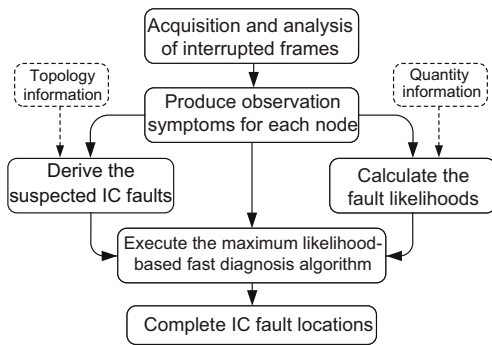 Acquisition and analysis
of interrupted frames
Topology
information
Quantity
information
Produce observation
symptoms for each node
Derive the
suspected IC faults
Calculate the
fault likelihoods
Execute the maximum likelihood-
based fast diagnosis algorithm
Complete IC fault locations